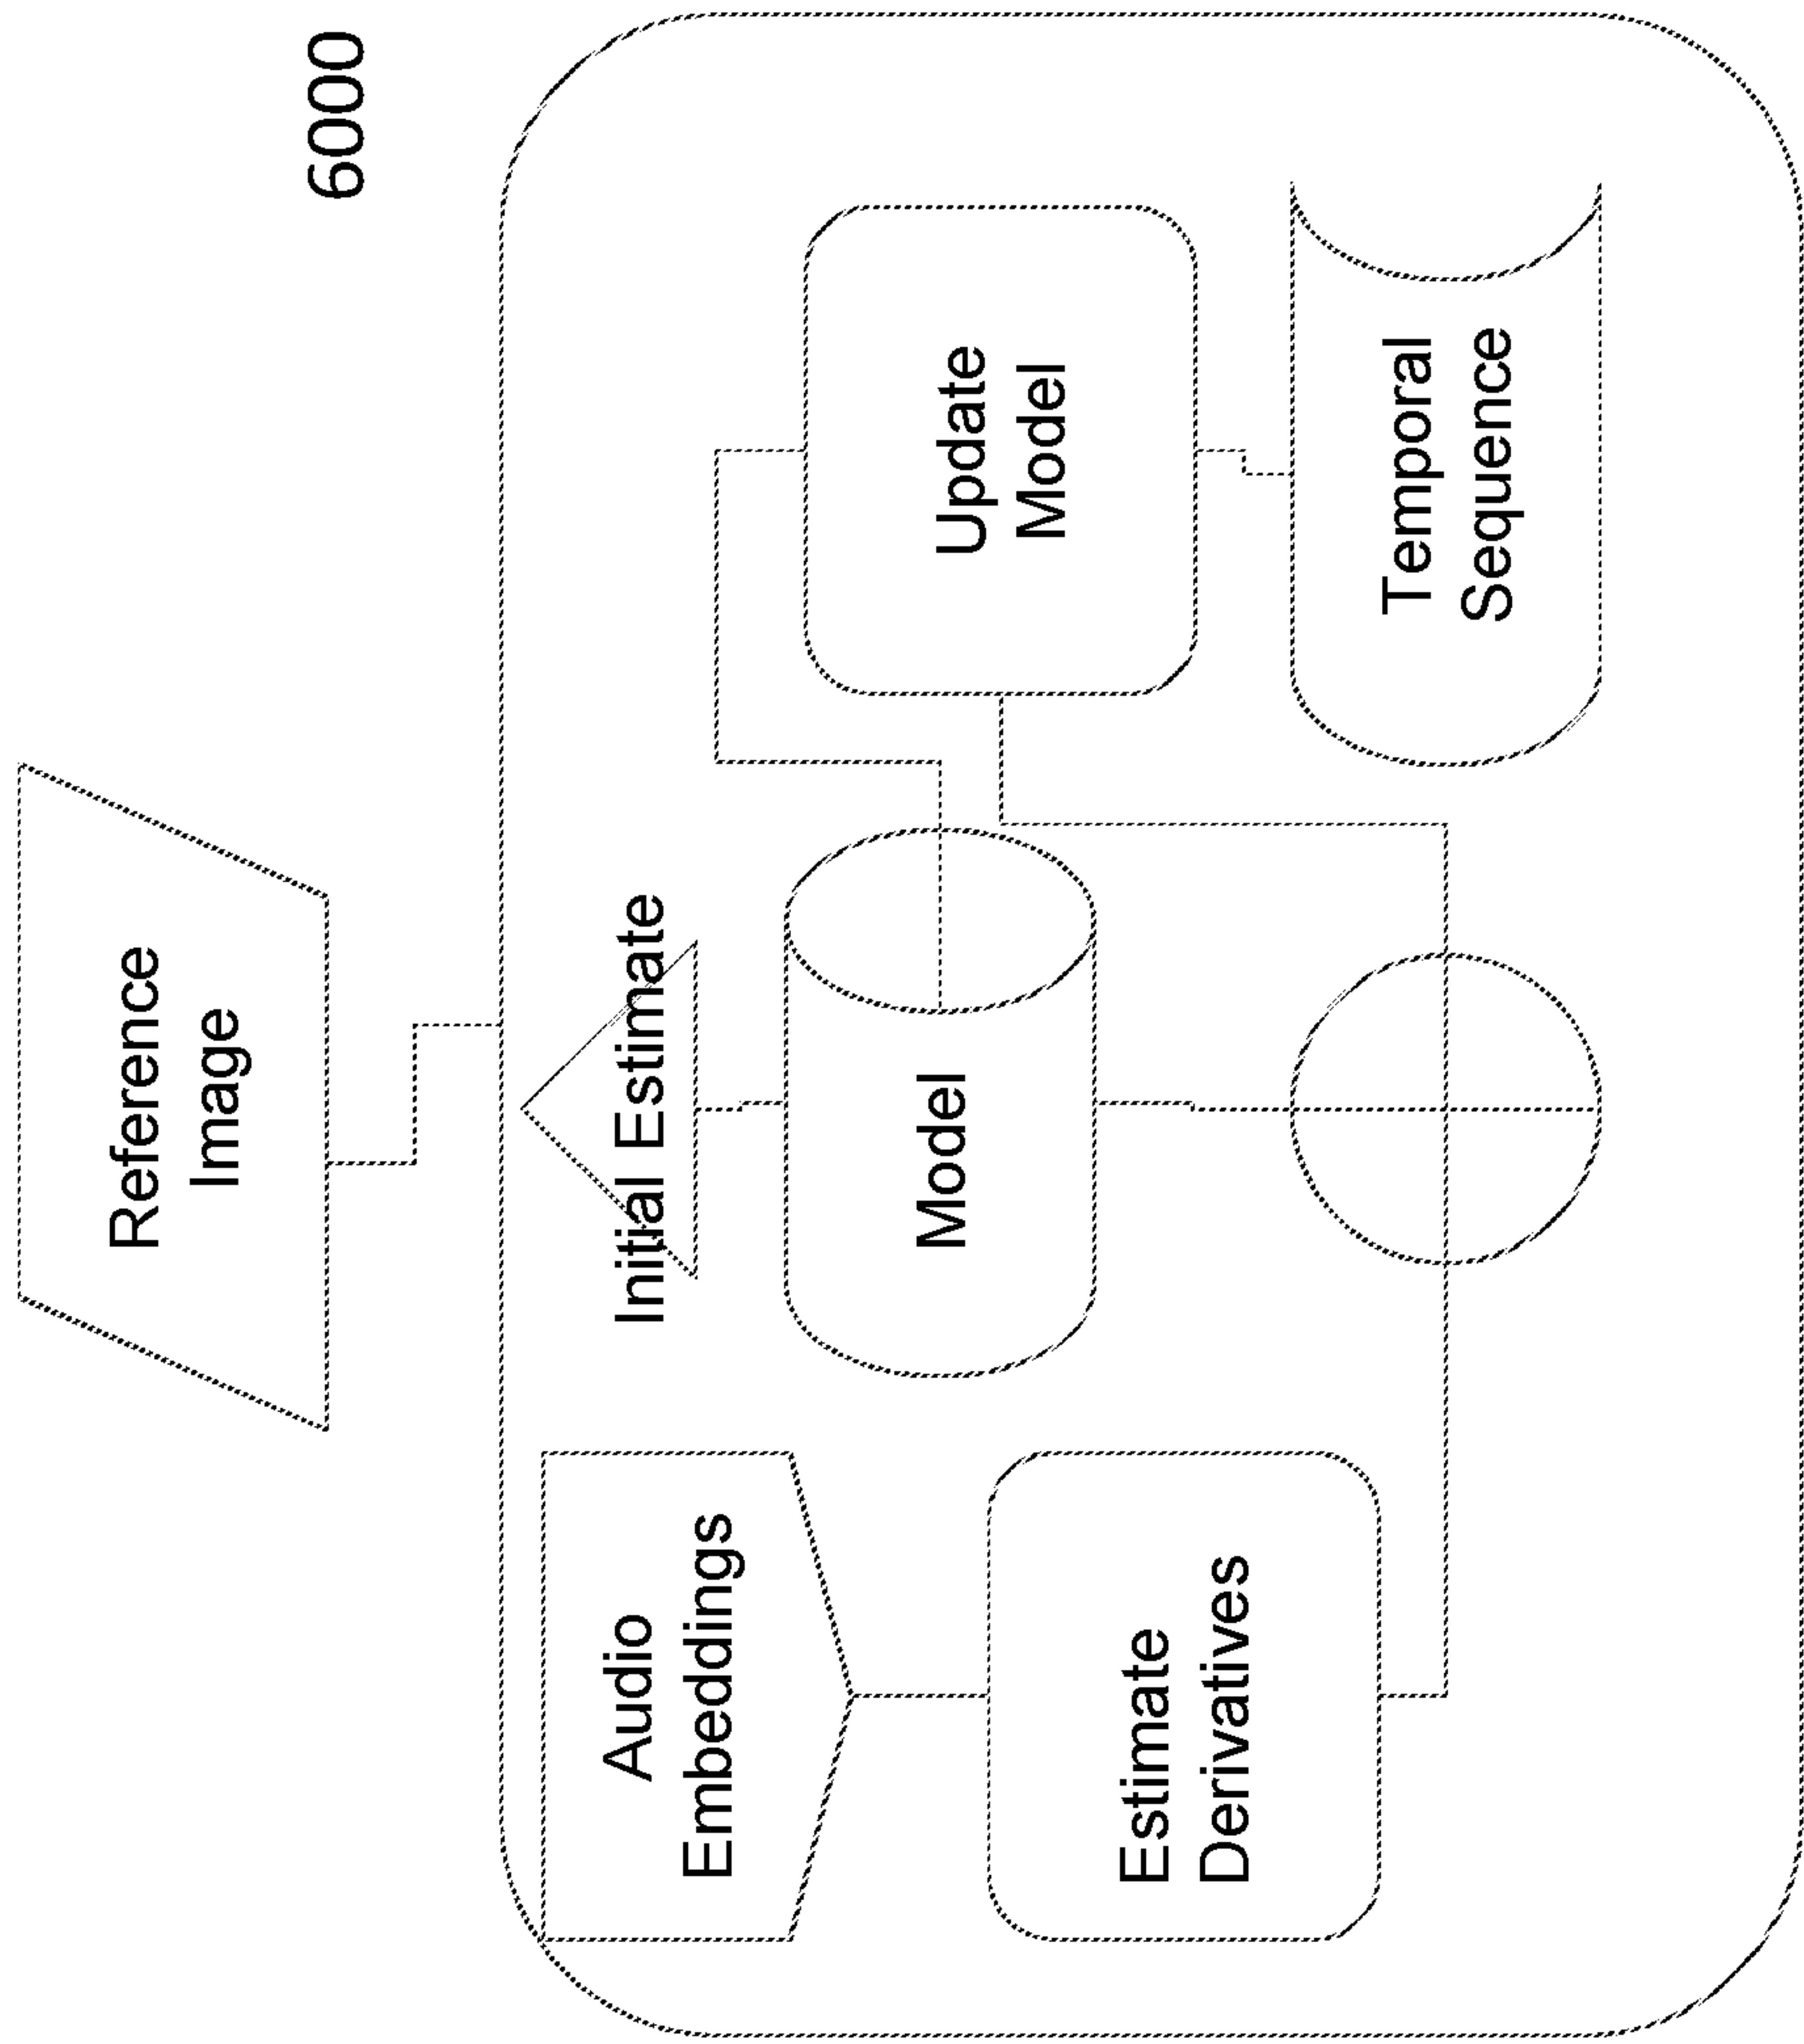 6000
Reference
Image
Audio
Embeddings
Initial Estimate
Model
Update
Model
Estimate
Derivatives
Temporal
Sequence